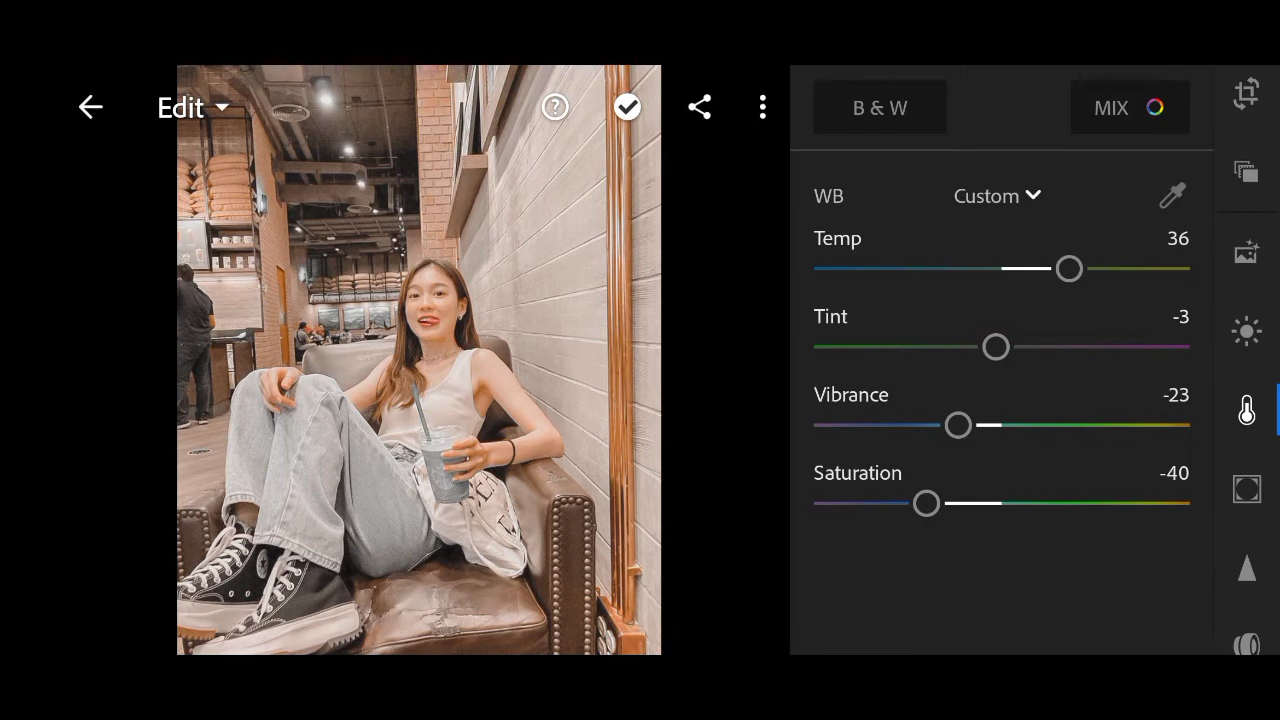 Edit
B & W
MIX
WB
Custom
Temp
36
Tint
-3
Vibrance
-23
Saturation
-40